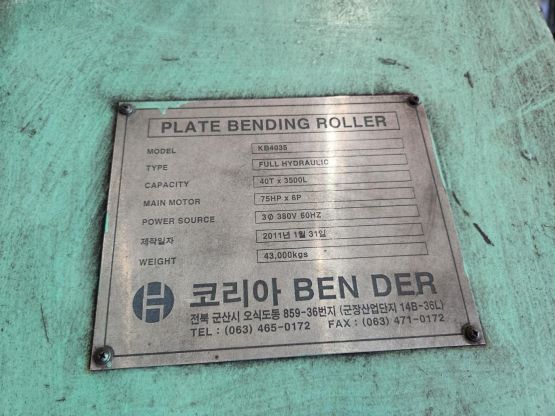 PLATE BENDING ROLLER
MODEL KB4035
TYPE FULL HYDRAULIC
CAPACITY 40T x 3500L
MAIN MOTOR 75HP x 6P
POWER SOURCE 3Ø 380V 60HZ
제작일자 2011년 1월 31일
WEIGHT 43,000kgs
코리아 BEN DER
전북 군산시 오식도동 859-36번지 (군장산업단지 14B-36L)
TEL : (063) 465-0172 FAX : (063) 471-0172